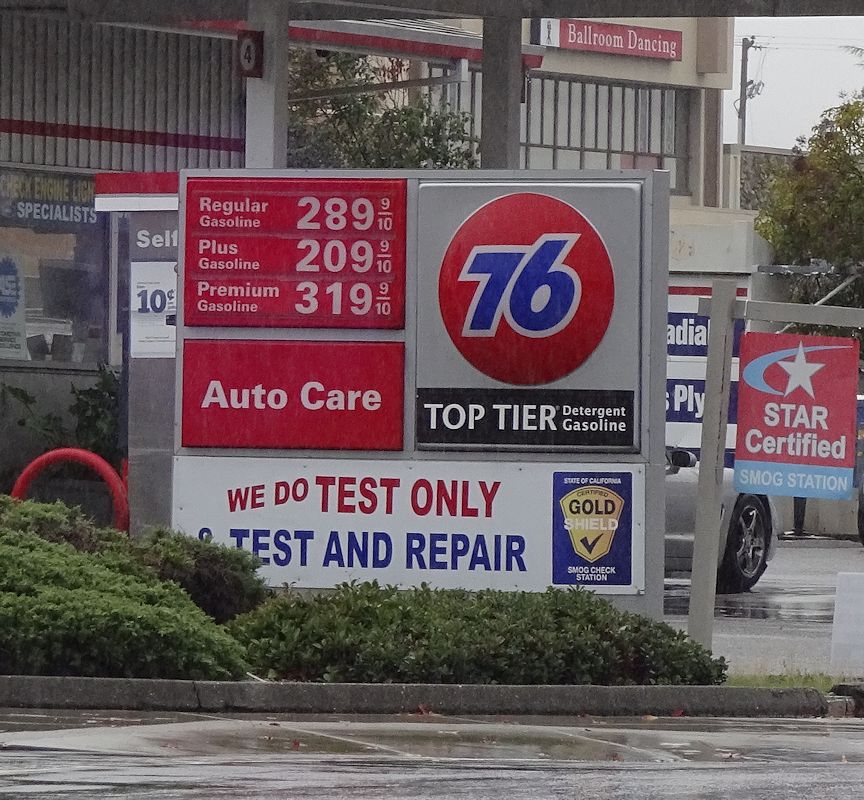 Ballroom Dancing
4
CHECK ENGINE LIGHT
SPECIALISTS
Self
10¢
Regular
Gasoline
289 9/10
Plus
Gasoline
209 9/10
Premium
Gasoline
319 9/10
76
Auto Care
TOP TIER Detergent
Gasoline
WE DO TEST ONLY
& TEST AND REPAIR
STATE OF CALIFORNIA
CERTIFIED
GOLD
SHIELD
SMOG CHECK
STATION
adial
s Ply
STAR
Certified
SMOG STATION